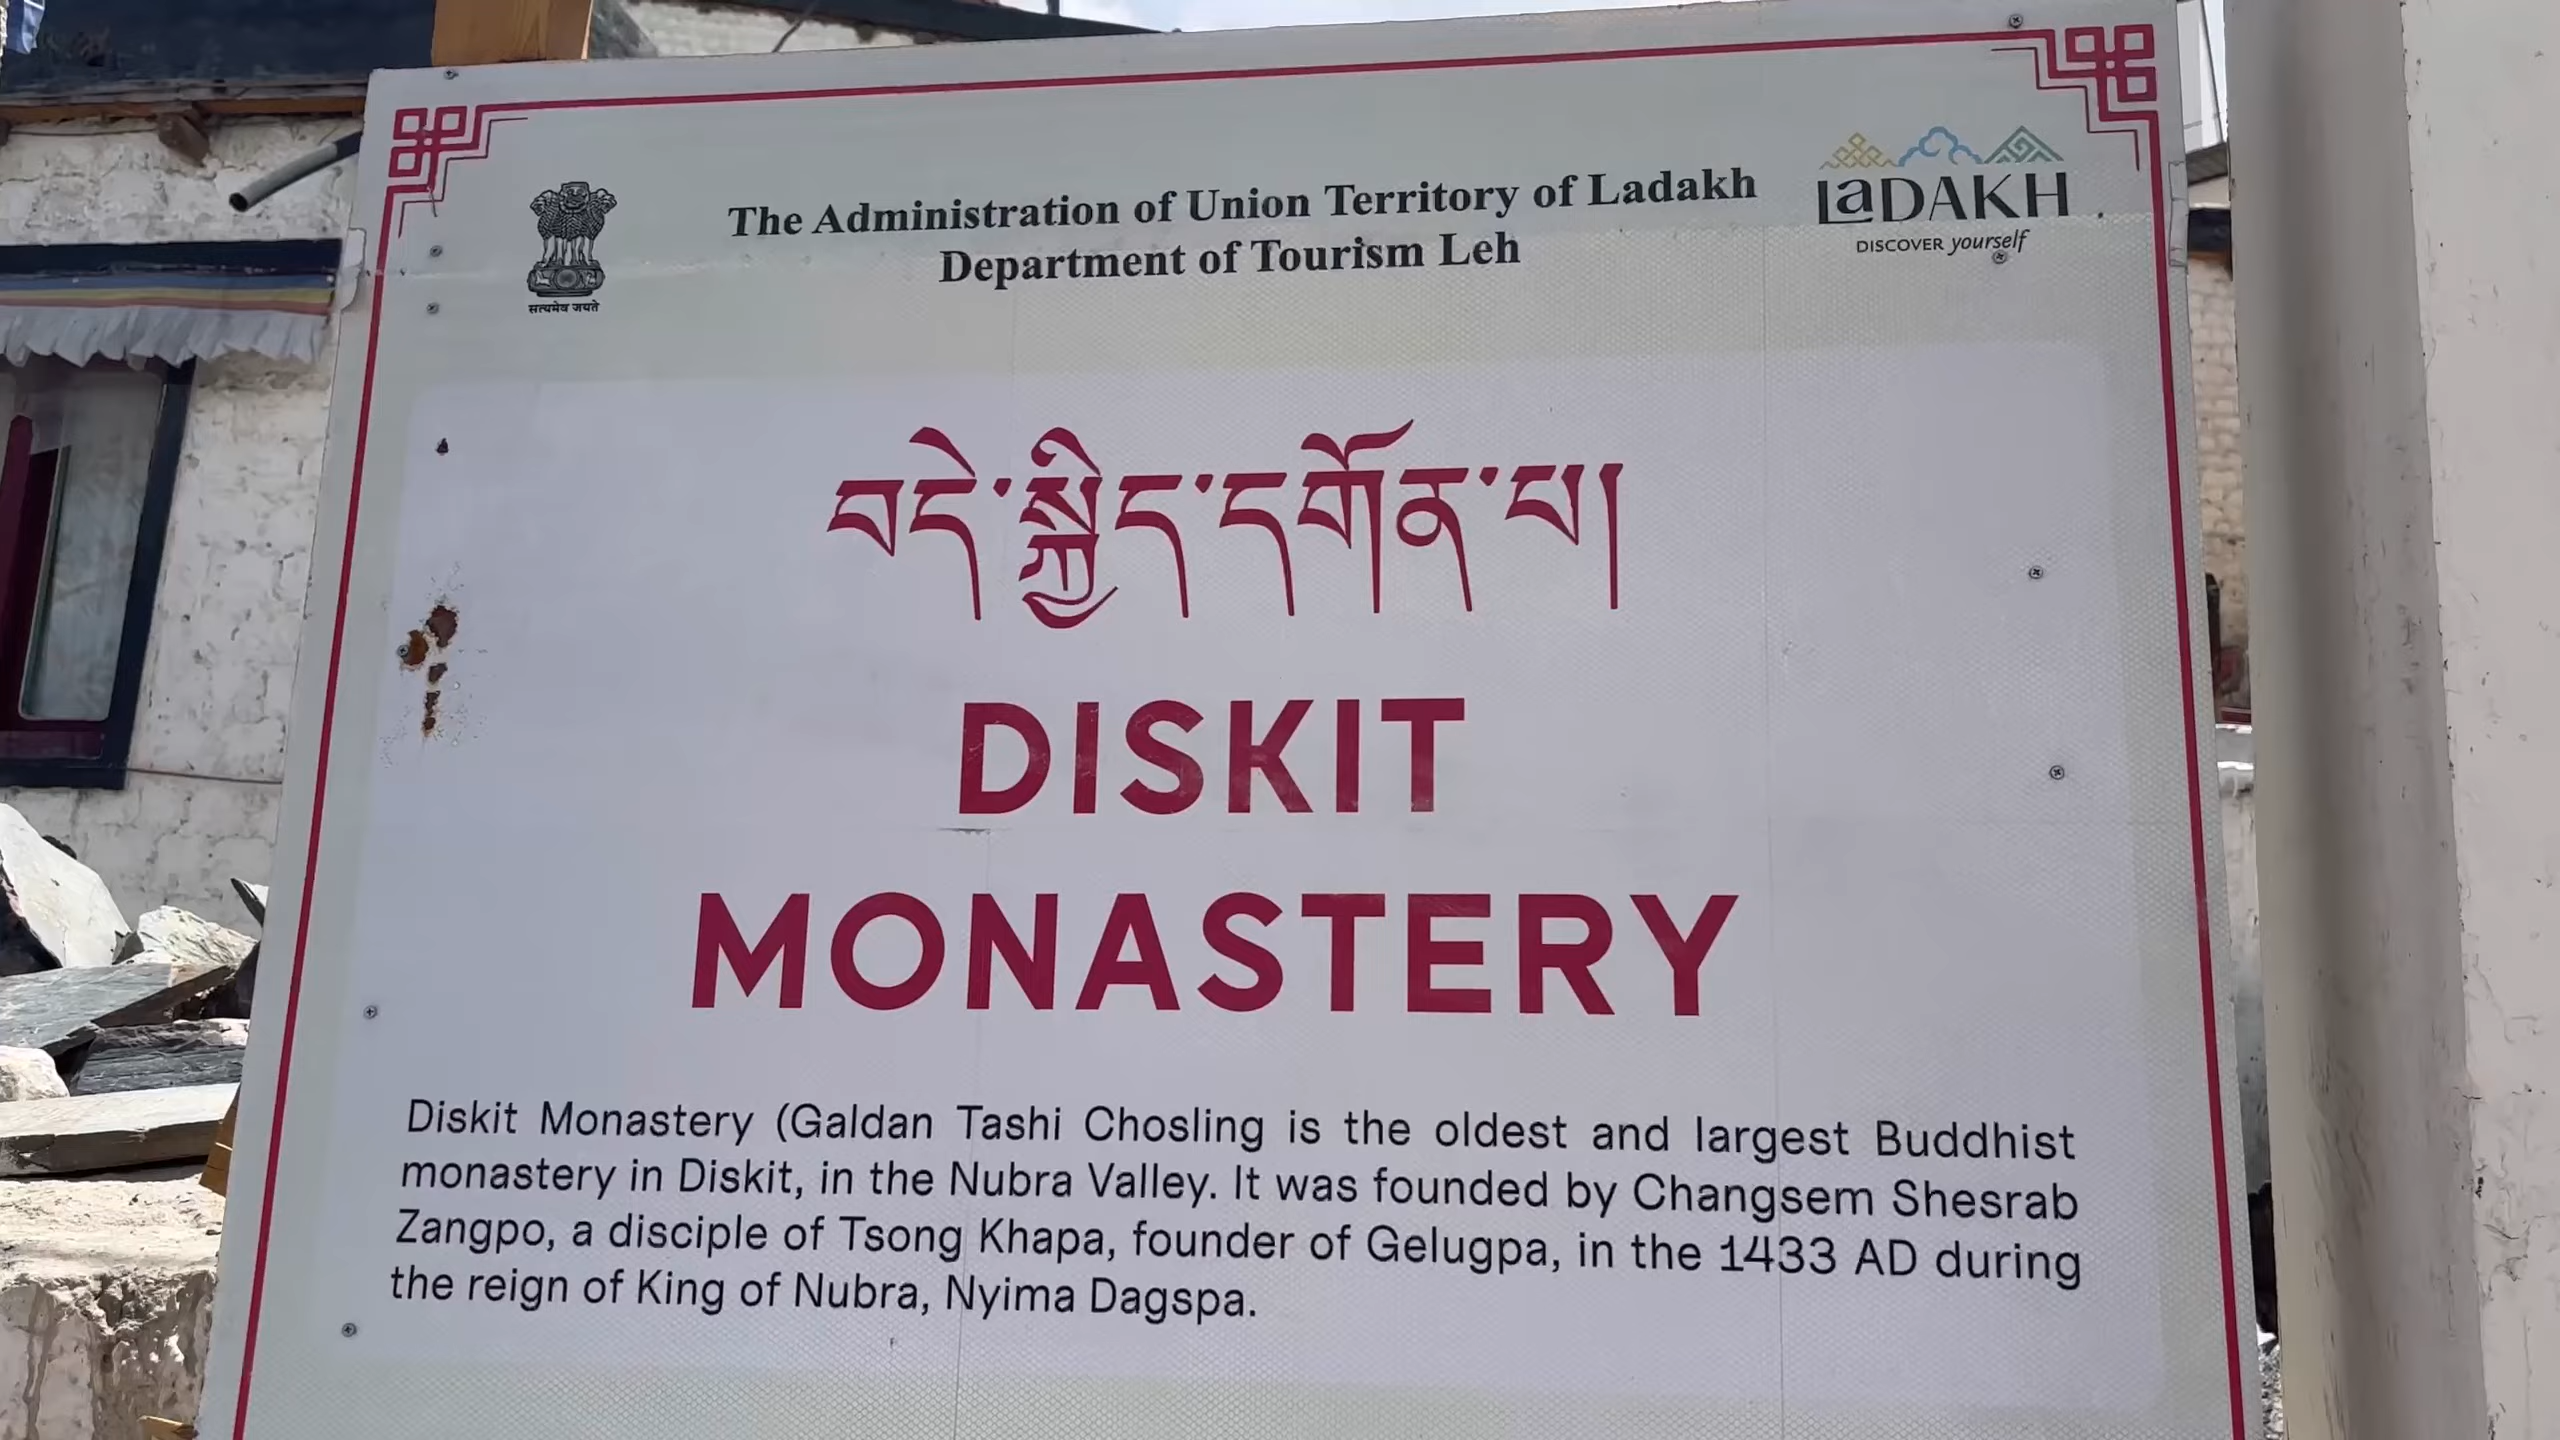 The Administration of Union Territory of Ladakh
Department of Tourism Leh
सत्यमेव जयते
LaDAKH
DISCOVER yourself
བདེ་སྐྱིད་དགོན་པ།
DISKIT
MONASTERY
Diskit Monastery (Galdan Tashi Chosling is the oldest and largest Buddhist
monastery in Diskit, in the Nubra Valley. It was founded by Changsem Shesrab
Zangpo, a disciple of Tsong Khapa, founder of Gelugpa, in the 1433 AD during
the reign of King of Nubra, Nyima Dagspa.